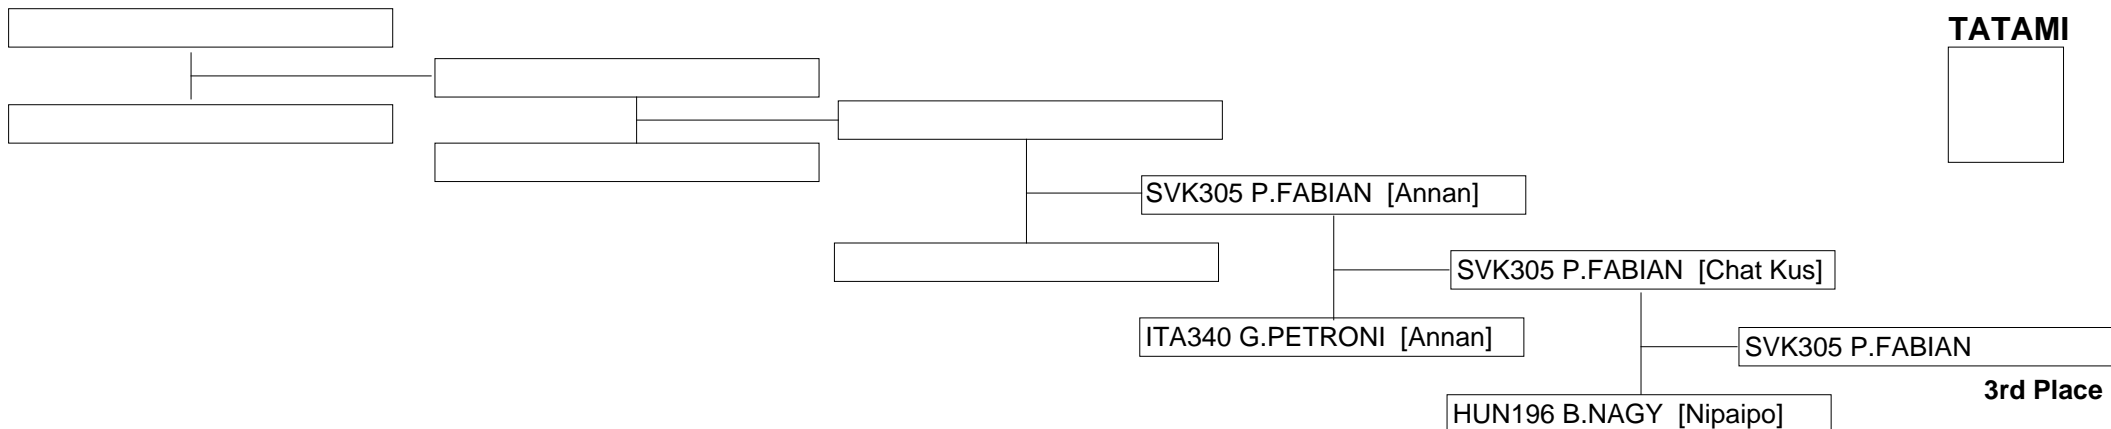 TATAMI
SVK305 P.FABIAN [Annan]
SVK305 P.FABIAN [Chat Kus]
ITA340 G.PETRONI [Annan]
SVK305 P.FABIAN
3rd Place
HUN196 B.NAGY [Nipaipo]